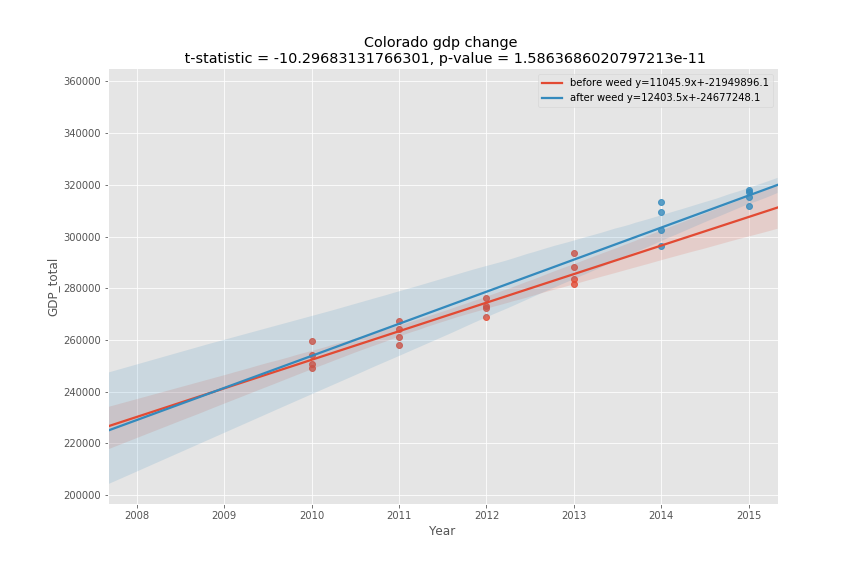 Colorado gdp change
t-statistic = -10.29683131766301, p-value = 1.5863686020797213e-11
before weed y=11045.9x+-21949896.1
after weed y=12403.5x+-24677248.1
360000
340000
320000
300000
280000
260000
240000
220000
200000
GDP_total
2008 2009 2010 2011 2012 2013 2014 2015
Year